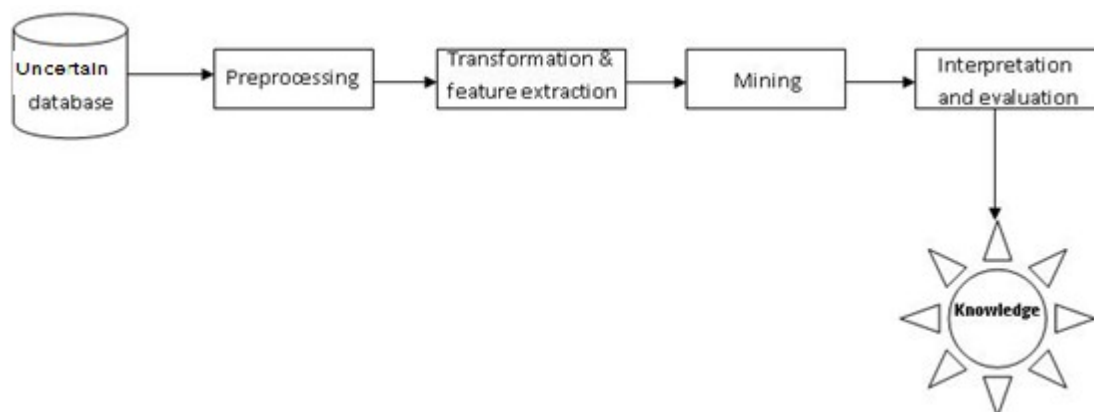 Uncertain
database
Preprocessing
Transformation &
feature extraction
Mining
Interpretation
and evaluation
Knowledge